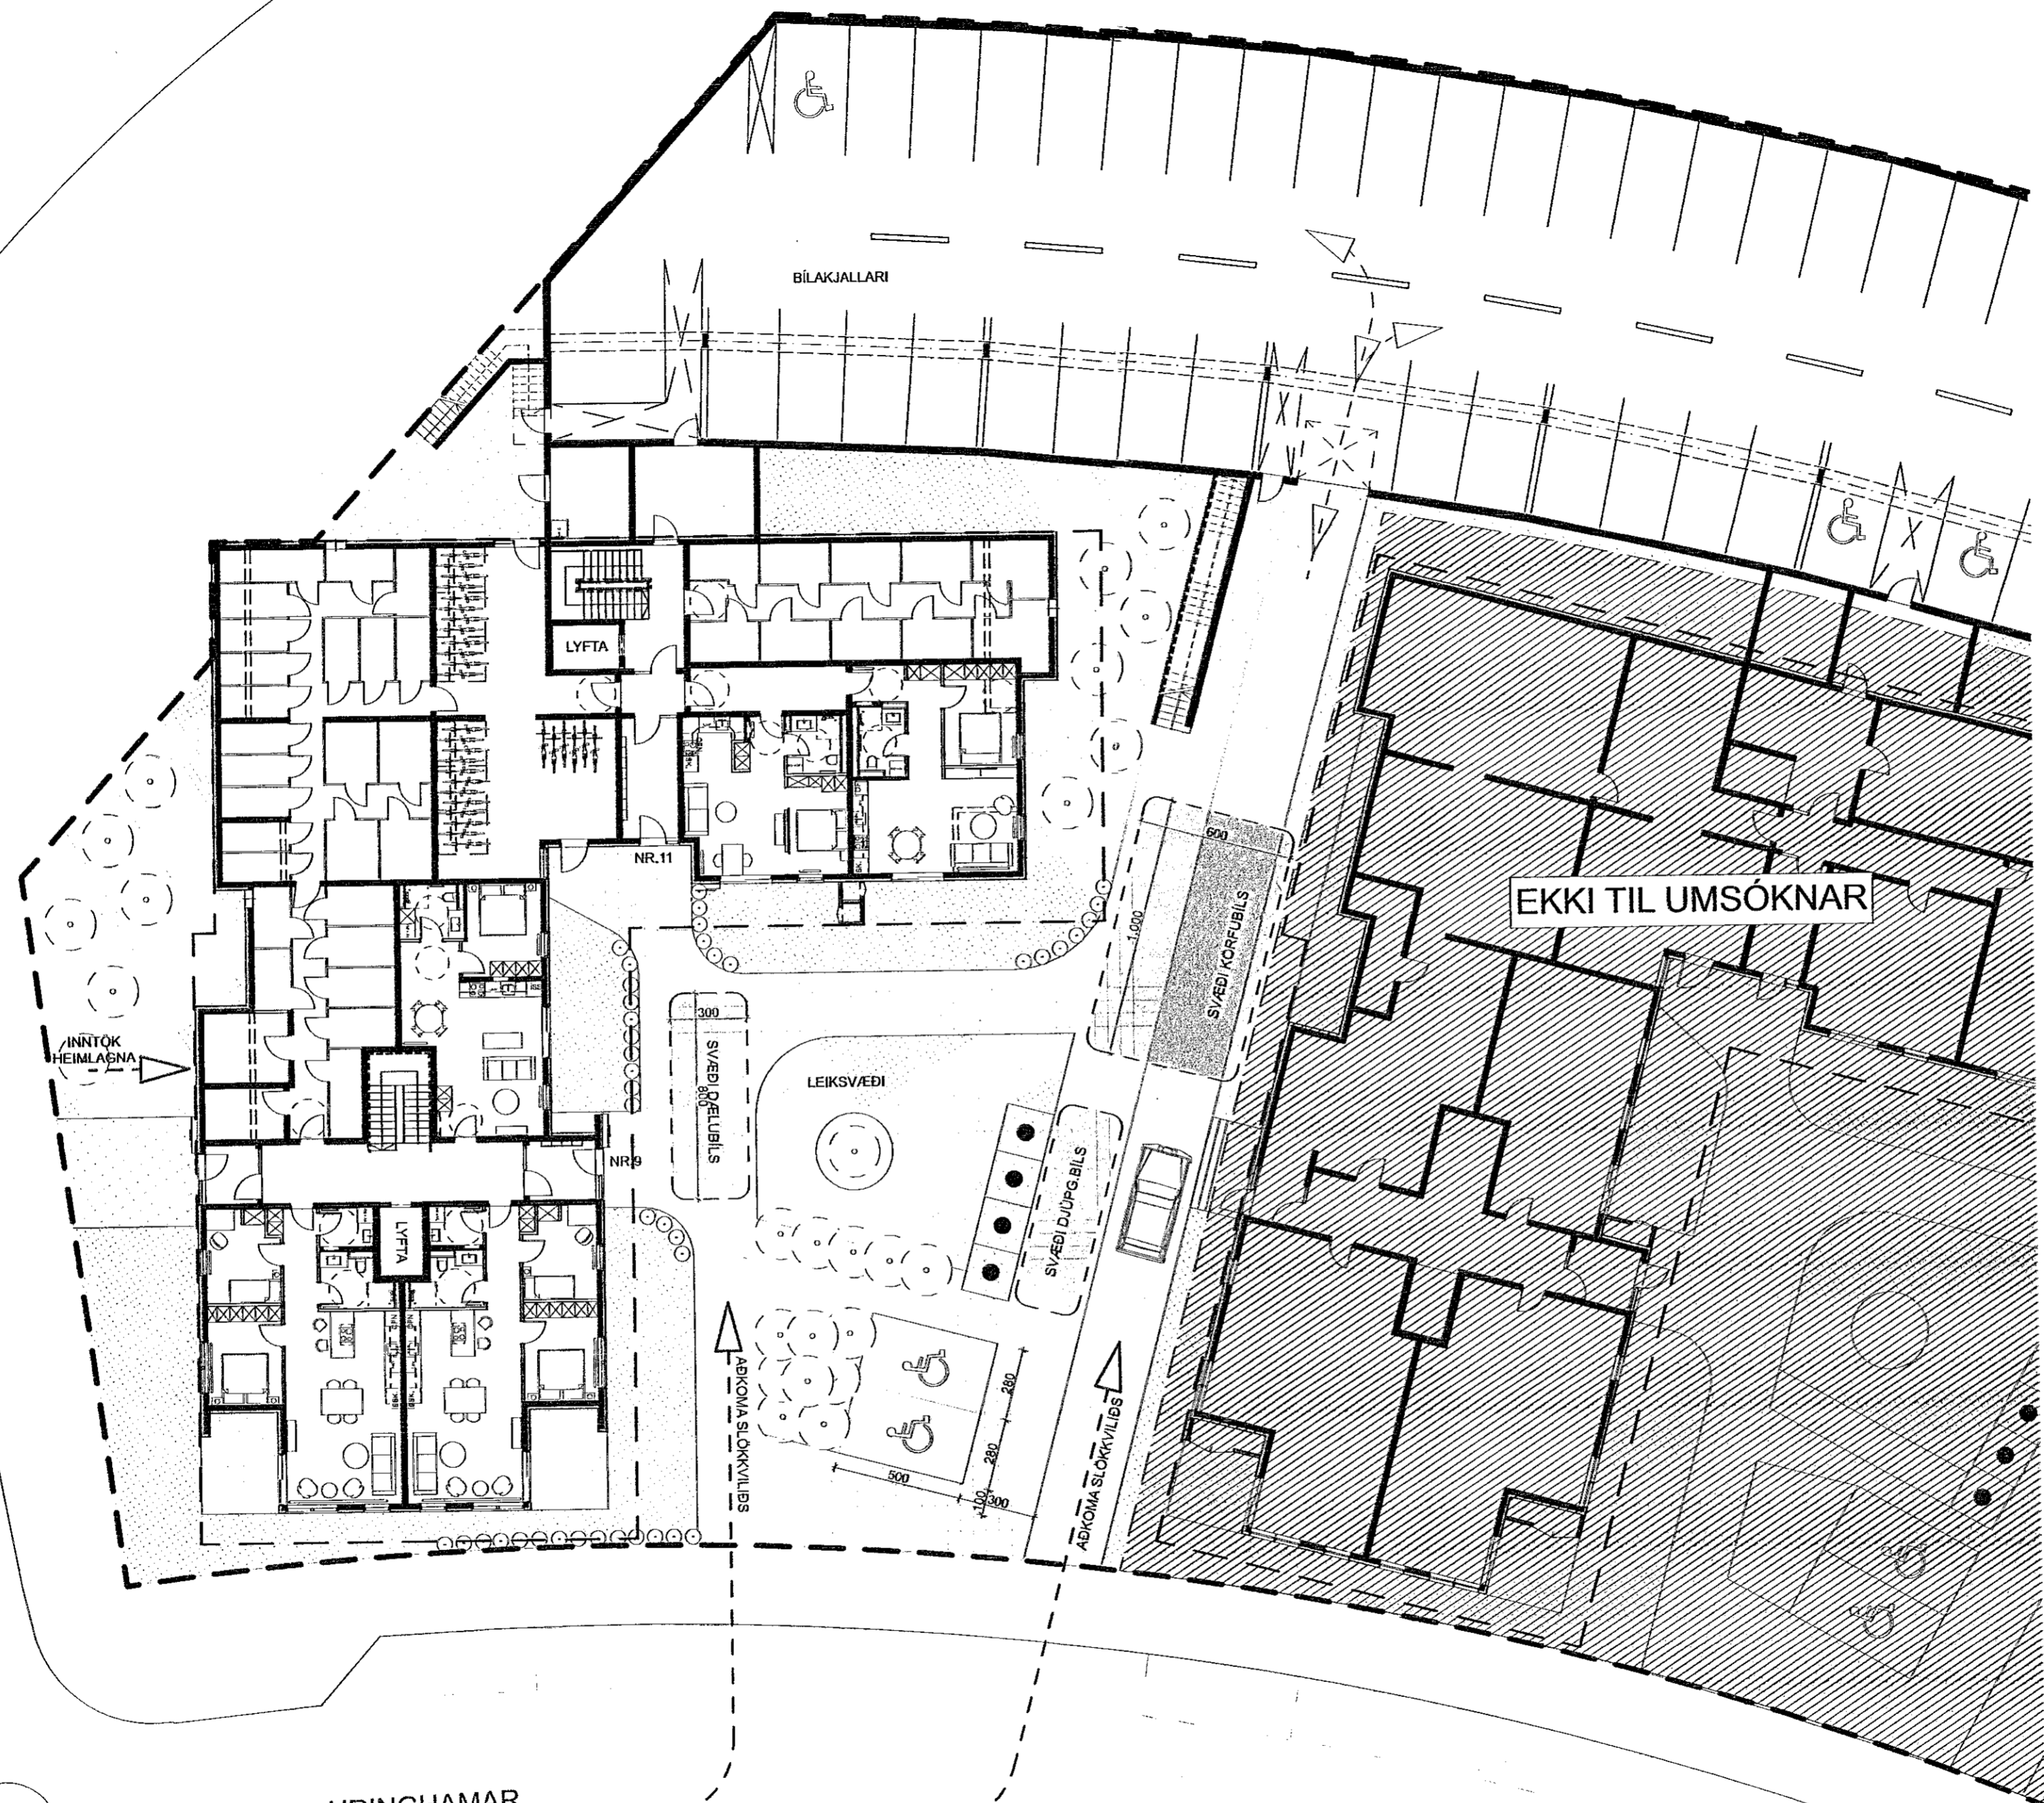 BÍLAKJALLARI
LYFTA
NR.11
600
1.000
SVÆÐI KÖRFUBÍLS
EKKI TIL UMSÓKNAR
INNTÖK
HEIMLAGNA
300
SVÆÐI DÆLUBÍLS
800
LEIKSVÆÐI
NR.9
SVÆÐI DJÚPG.BÍLS
LYFTA
AÐKOMA SLÖKKVILIÐS
280
280
500
100
300
AÐKOMA SLÖKKVILIÐS
HRINGHAMAR